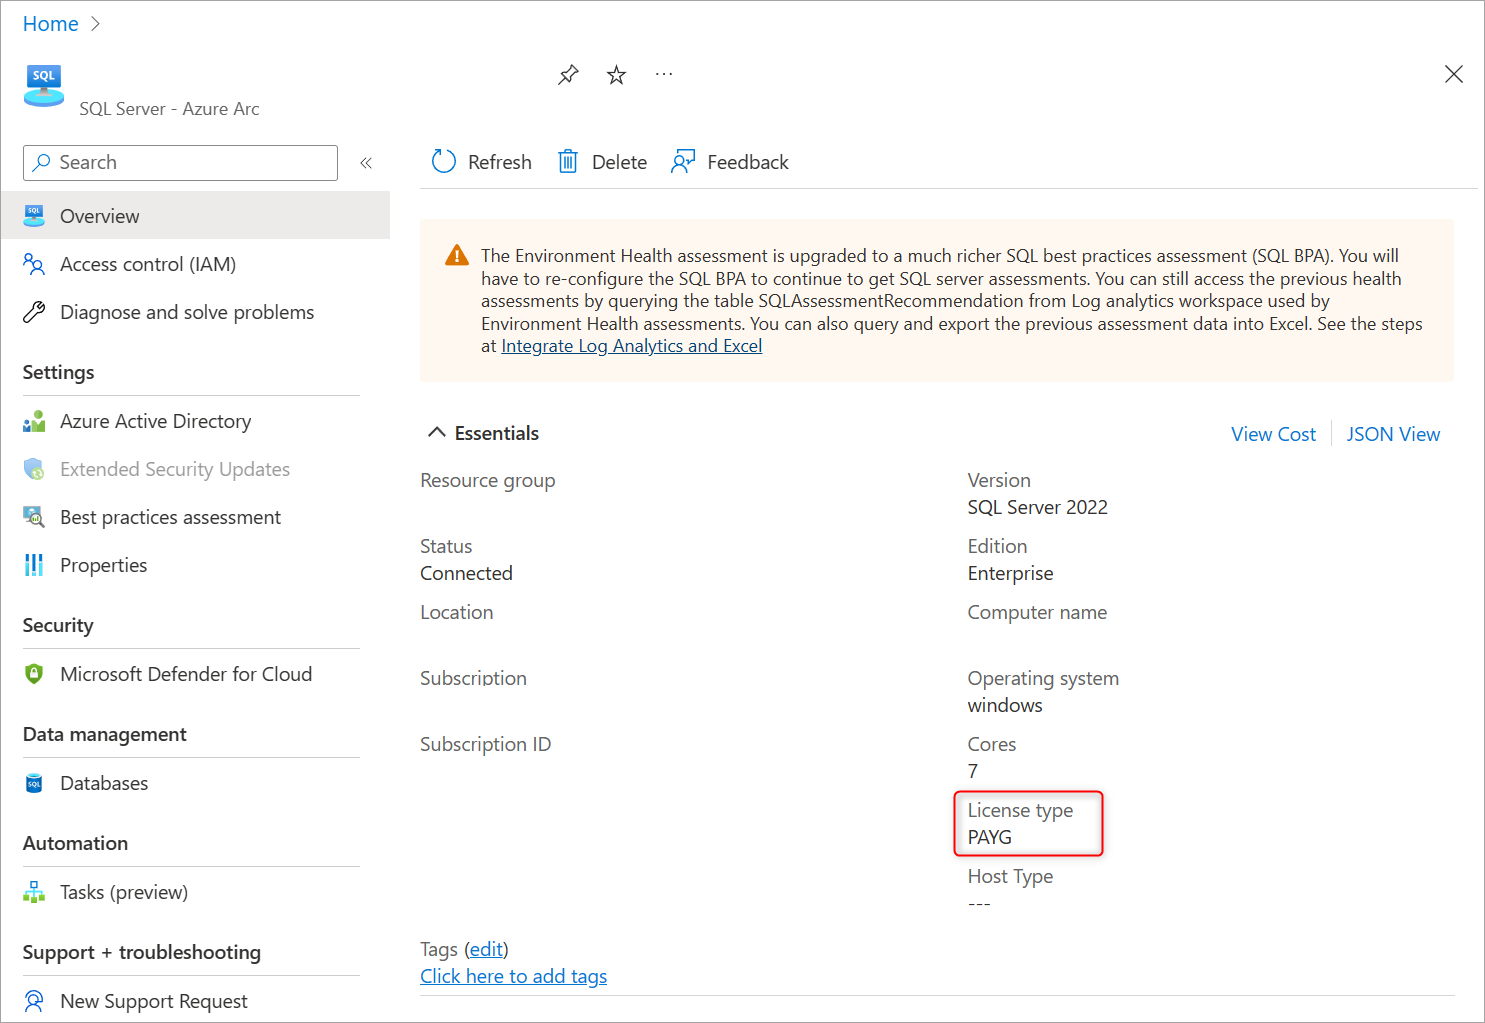 Home
SQL
SQL Server - Azure Arc
Search
«
Refresh
Delete
Feedback
Overview
Access control (IAM)
Diagnose and solve problems
Settings
Azure Active Directory
Extended Security Updates
Best practices assessment
Properties
Security
Microsoft Defender for Cloud
Data management
Databases
Automation
Tasks (preview)
Support + troubleshooting
New Support Request
The Environment Health assessment is upgraded to a much richer SQL best practices assessment (SQL BPA). You will
have to re-configure the SQL BPA to continue to get SQL server assessments. You can still access the previous health
assessments by querying the table SQLAssessmentRecommendation from Log analytics workspace used by
Environment Health assessments. You can also query and export the previous assessment data into Excel. See the steps
at Integrate Log Analytics and Excel
Essentials
View Cost
JSON View
Resource group
Status
Connected
Location
Subscription
Subscription ID
Version
SQL Server 2022
Edition
Enterprise
Computer name
Operating system
windows
Cores
7
License type
PAYG
Host Type
---
Tags (edit)
Click here to add tags